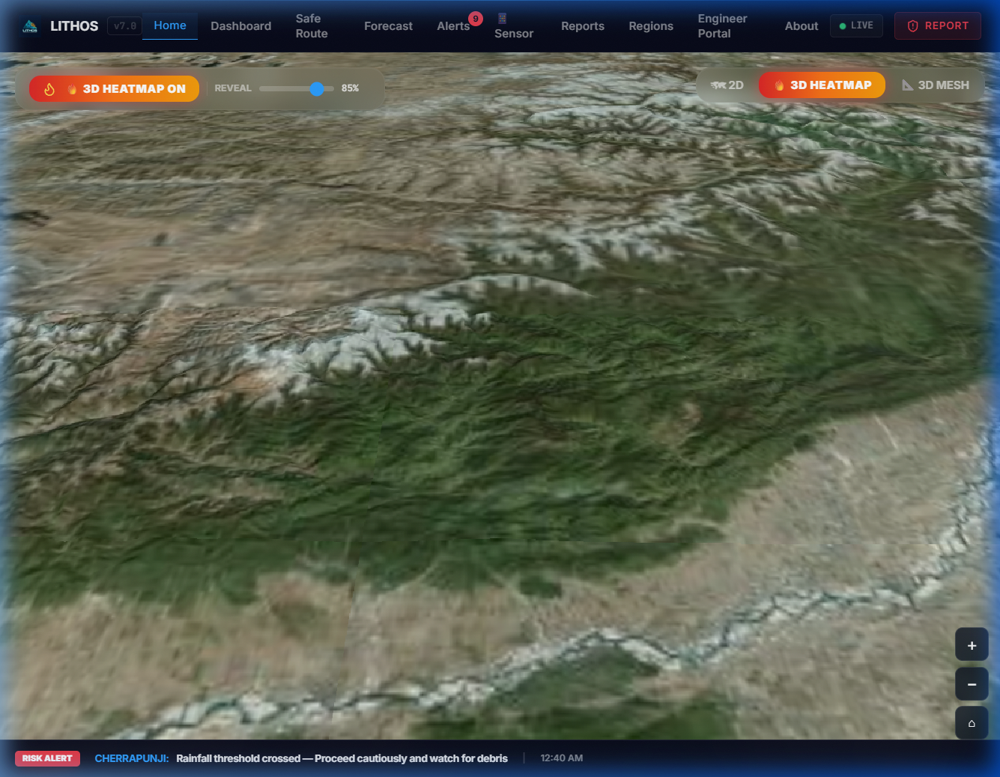 LITHOS
v7.0
Home
Dashboard
Safe
Route
Forecast
Alerts
9
Sensor
Reports
Regions
Engineer
Portal
About
LIVE
REPORT
3D HEATMAP ON
REVEAL
85%
2D
3D HEATMAP
3D MESH
+
−
RISK ALERT
CHERRAPUNJI: Rainfall threshold crossed — Proceed cautiously and watch for debris
12:40 AM